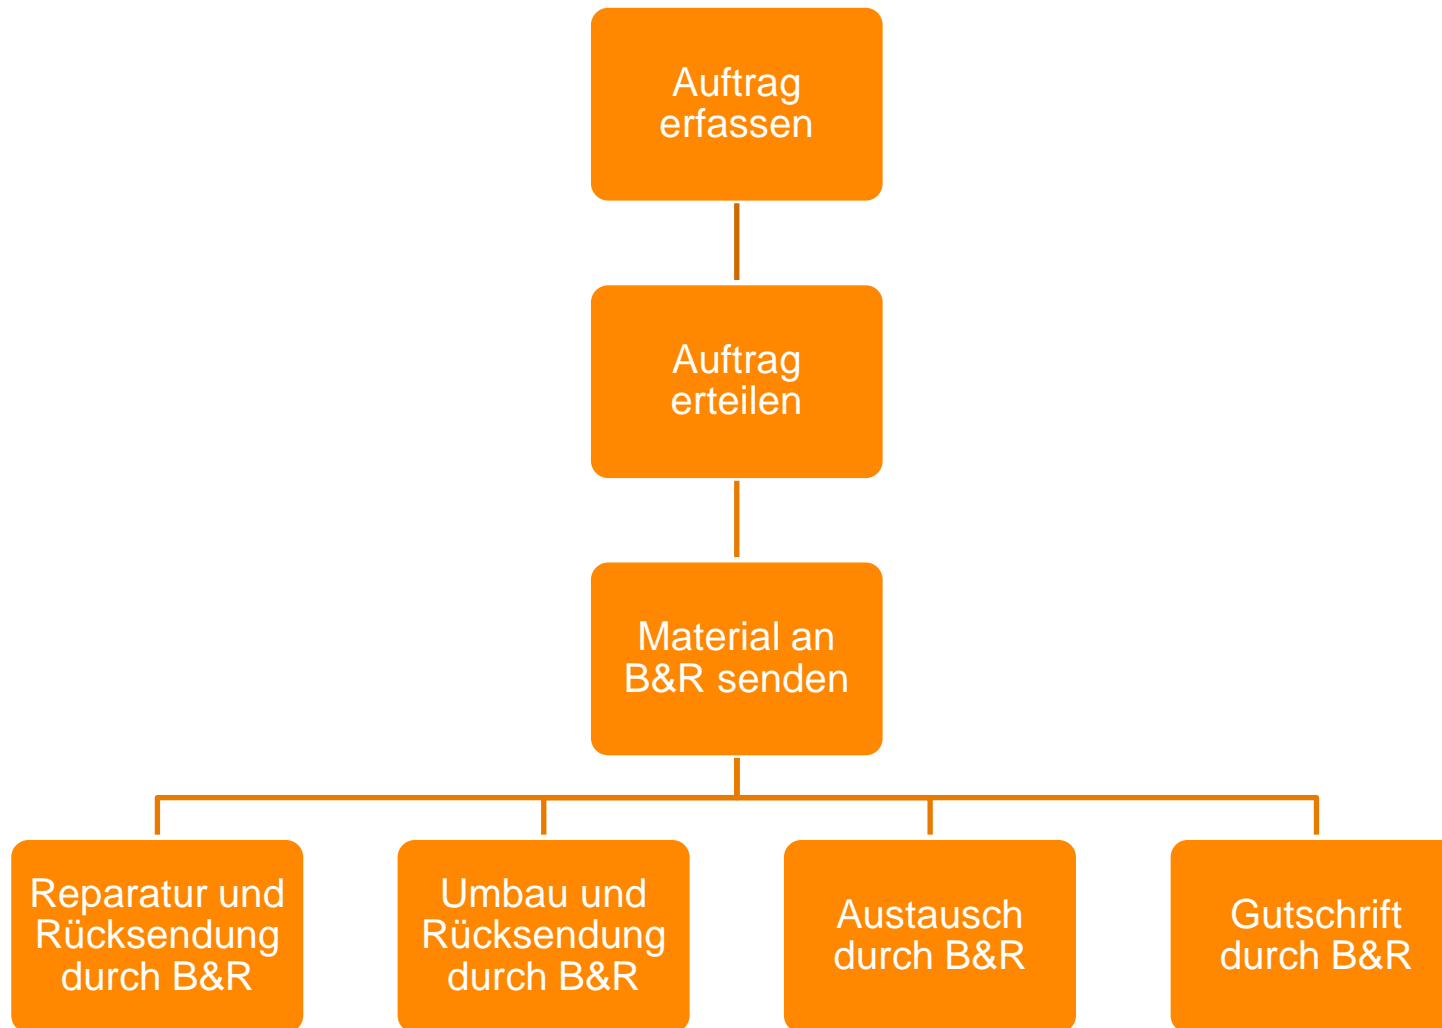 Auftrag
erfassen
Auftrag
erteilen
Material an
B&R senden
Reparatur und
Rücksendung
durch B&R
Umbau und
Rücksendung
durch B&R
Austausch
durch B&R
Gutschrift
durch B&R